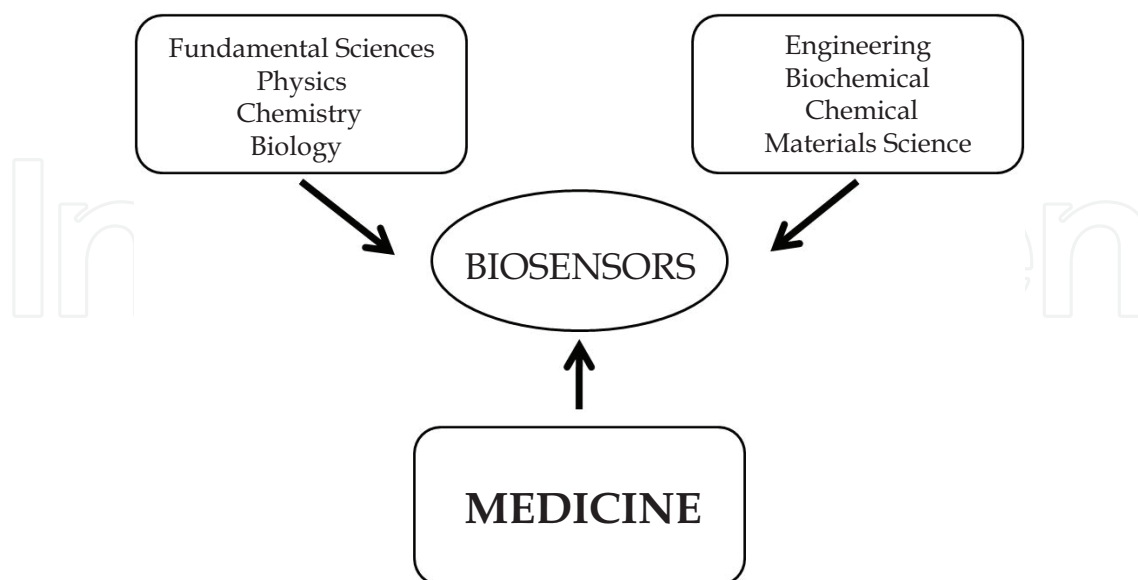 Fundamental Sciences
Physics
Chemistry
Biology
Engineering
Biochemical
Chemical
Materials Science
BIOSENSORS
MEDICINE